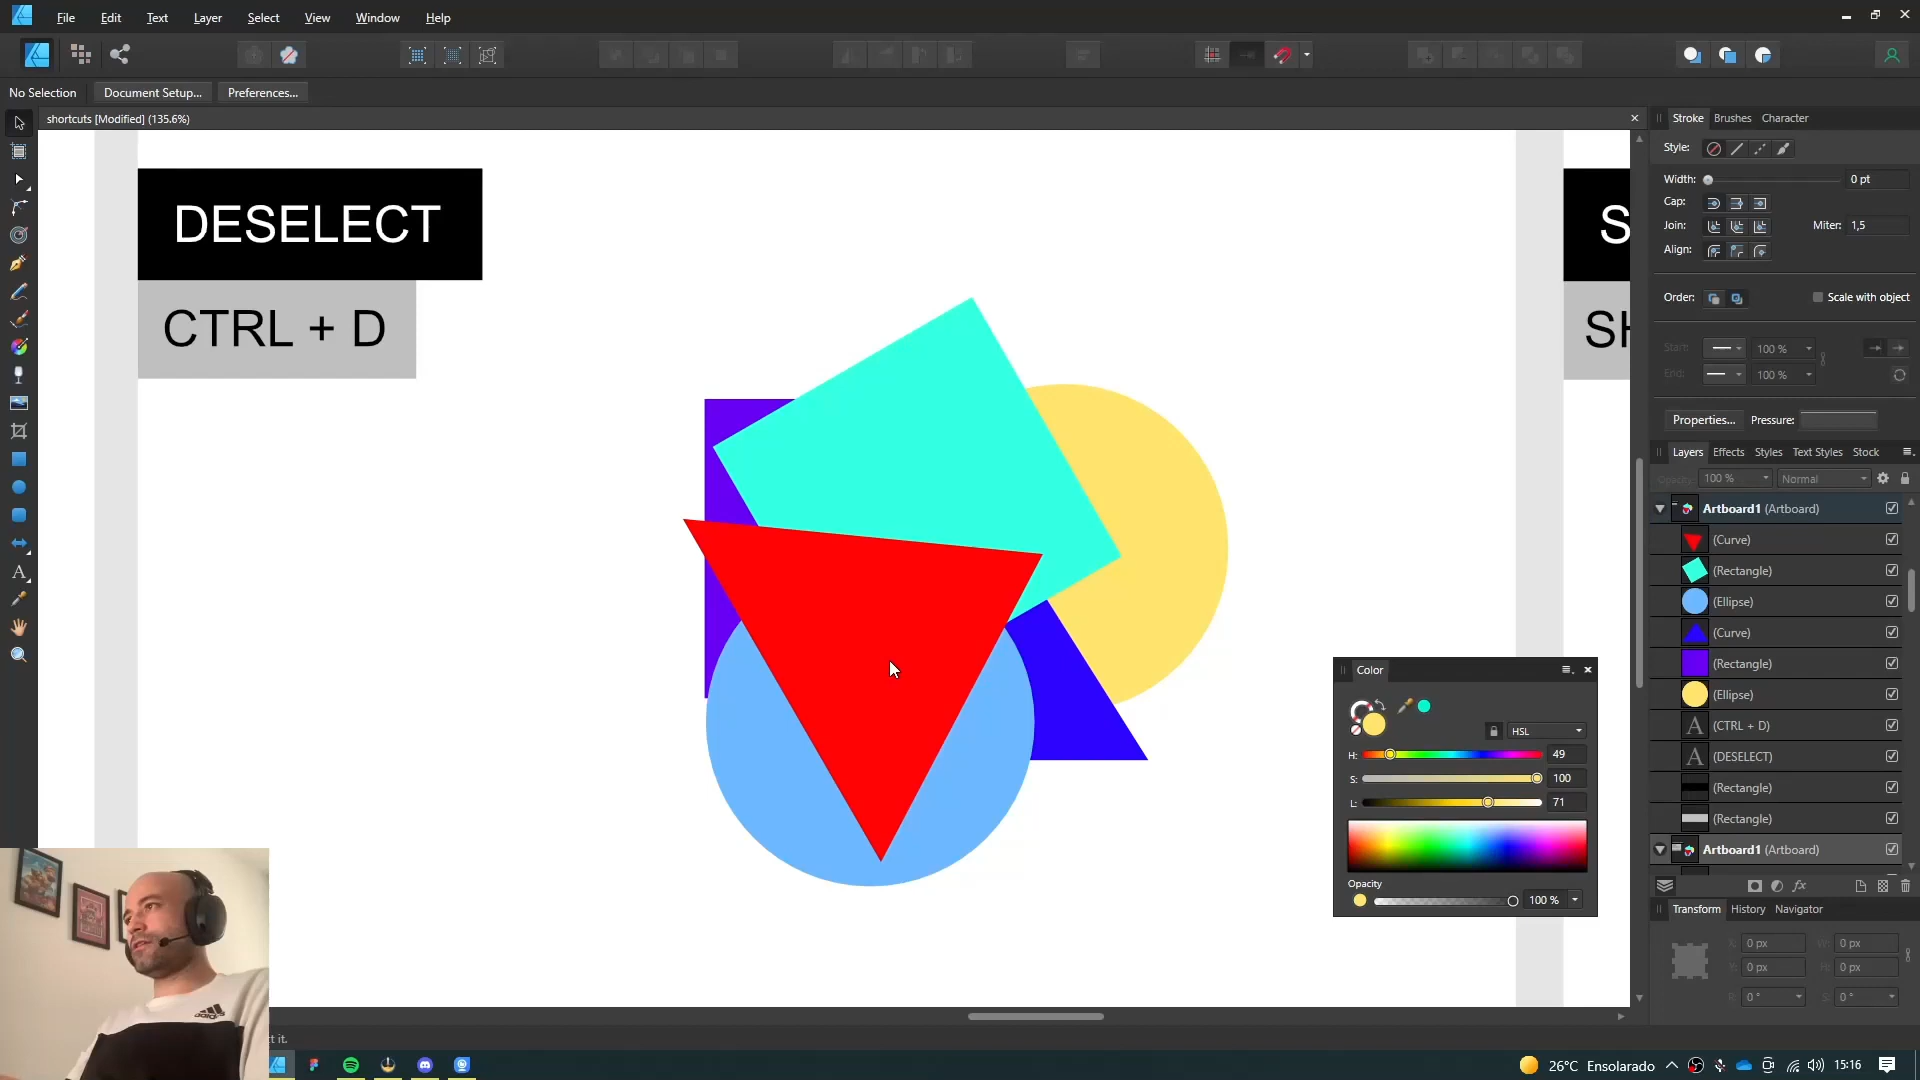 File Edit Text Layer Select View Window Help
No Selection Document Setup... Preferences...
shortcuts [Modified] (135.6%)
DESELECT
CTRL + D
Stroke Brushes Character
Style:
Width: 0 pt
Cap:
Join: Miter: 1,5
Align:
Order: Scale with object
Start: 100 %
End: 100 %
Properties... Pressure:
Layers Effects Styles Text Styles Stock
Opacity: 100 % Normal
Artboard1 (Artboard)
(Curve)
(Rectangle)
(Ellipse)
(Curve)
(Rectangle)
(Ellipse)
(CTRL + D)
(DESELECT)
(Rectangle)
(Rectangle)
Artboard1 (Artboard)
Transform History Navigator
X: 0 px W: 0 px
Y: 0 px H: 0 px
R: 0 ° S: 0 °
Color
HSL
H: 49
S: 100
L: 71
Opacity
100 %
t it.
26°C Ensolarado 15:16